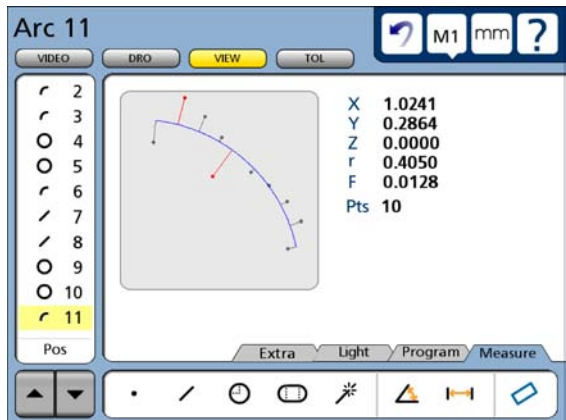 Arc 11
M1 mm ?
VIDEO DRO VIEW TOL
2
3
4
5
6
7
8
9
10
11
Pos
X 1.0241
Y 0.2864
Z 0.0000
r 0.4050
F 0.0128
Pts 10
Extra Light Program Measure